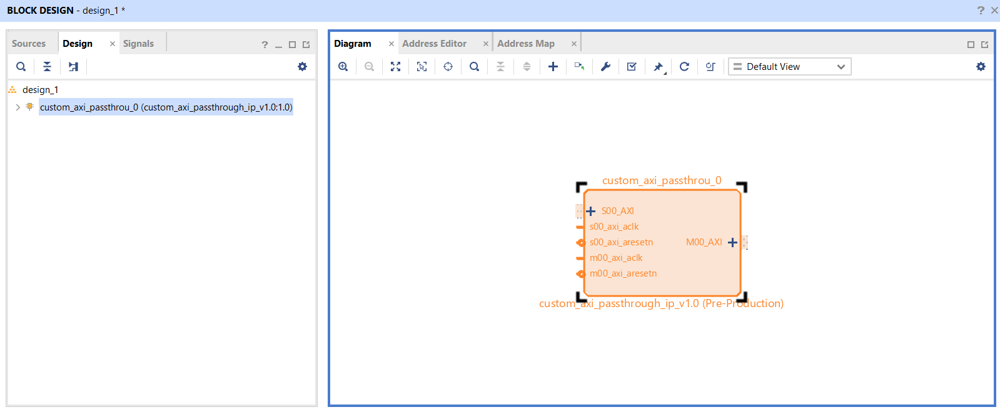 BLOCK DESIGN - design_1 *
Sources Design Signals
design_1
custom_axi_passthrou_0 (custom_axi_passthrough_ip_v1.0:1.0)
Diagram Address Editor Address Map
Default View
custom_axi_passthrou_0
S00_AXI
s00_axi_aclk
s00_axi_aresetn M00_AXI
m00_axi_aclk
m00_axi_aresetn
custom_axi_passthrough_ip_v1.0 (Pre-Production)